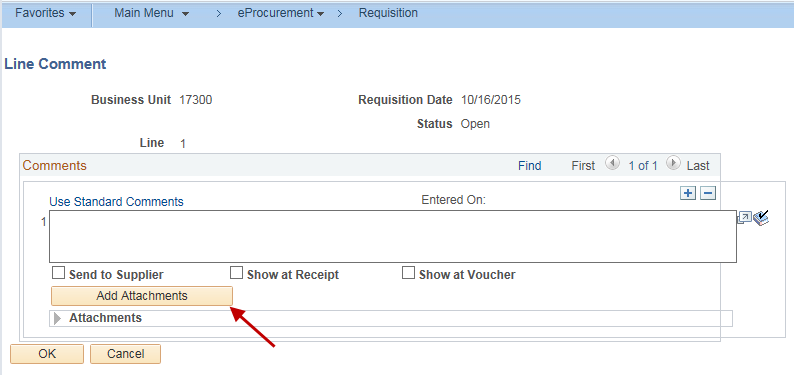 Favorites Main Menu > eProcurement > Requisition
Line Comment
Business Unit 17300 Requisition Date 10/16/2015
Status Open
Line 1
Comments Find First 1 of 1 Last
Use Standard Comments Entered On:
1
Send to Supplier Show at Receipt Show at Voucher
Add Attachments
Attachments
OK Cancel